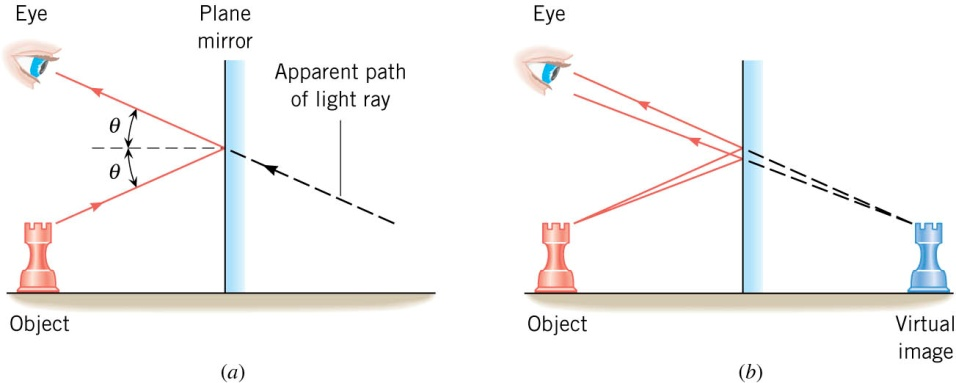 Eye
Plane
mirror
Apparent path
of light ray
θ
θ
Object
(a)
Eye
Object
Virtual
image
(b)